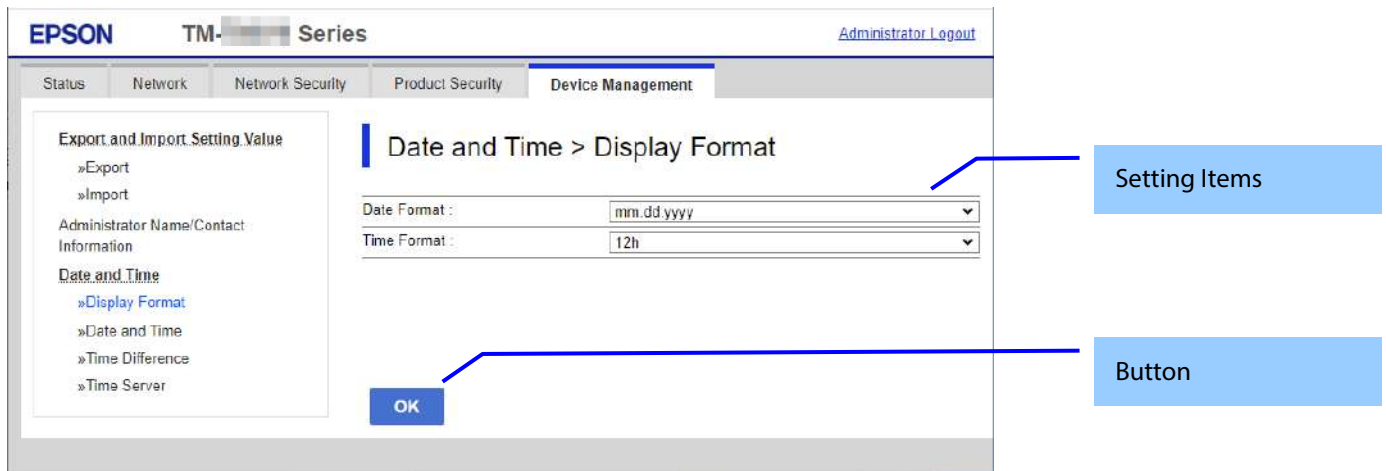 EPSON TM- Series Administrator Logout
Status Network Network Security Product Security Device Management
Export and Import Setting Value
»Export
»Import
Administrator Name/Contact
Information
Date and Time
»Display Format
»Date and Time
»Time Difference
»Time Server
Date and Time > Display Format
Date Format : mm.dd.yyyy
Time Format : 12h
OK
Setting Items
Button